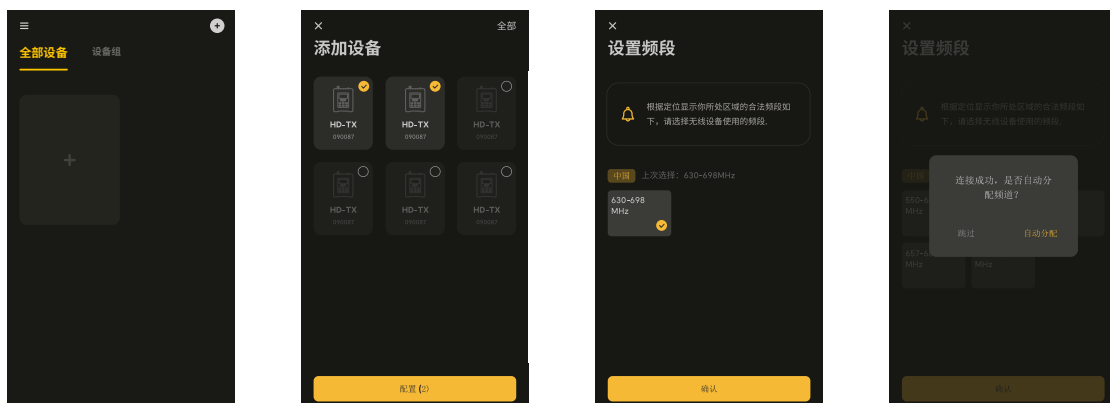 全部设备 设备组
全部
添加设备
HD-TX
090087
HD-TX
090087
HD-TX
090087
HD-TX
090087
HD-TX
090087
HD-TX
090087
配置 (2)
设置频段
根据定位显示你所处区域的合法频段如
下，请选择无线设备使用的频段.
中国 上次选择：630-698MHz
630-698
MHz
确认
设置频段
根据定位显示你所处区域的合法频段如
下，请选择无线设备使用的频段.
中国
MHz
MHz
MHz
连接成功，是否自动分
配频道？
跳过 自动分配
确认